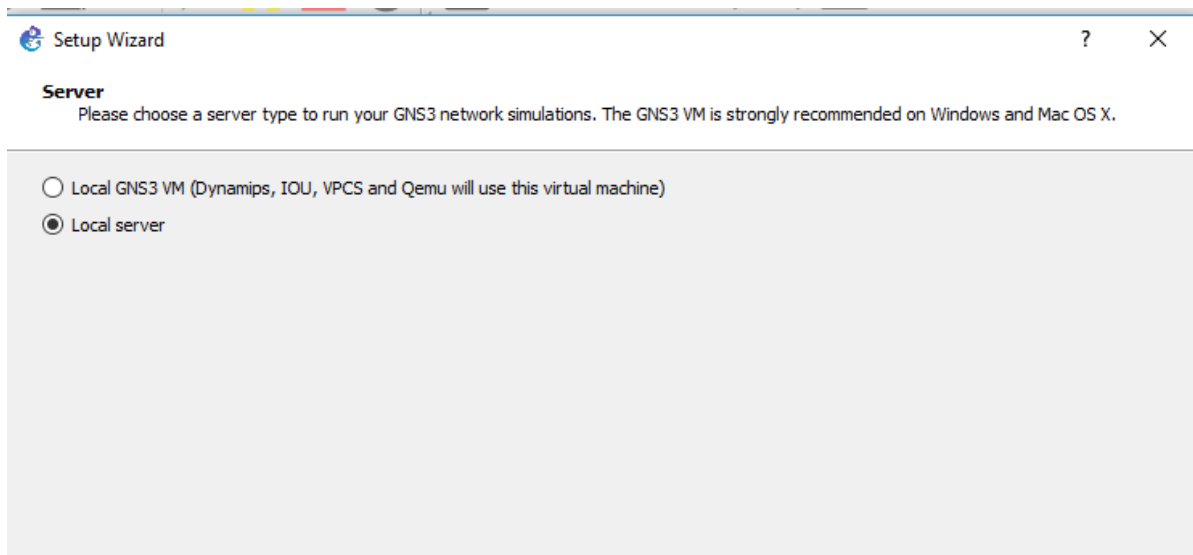 Setup Wizard
?
Server
Please choose a server type to run your GNS3 network simulations. The GNS3 VM is strongly recommended on Windows and Mac OS X.
Local GNS3 VM (Dynamips, IOU, VPCS and Qemu will use this virtual machine)
Local server